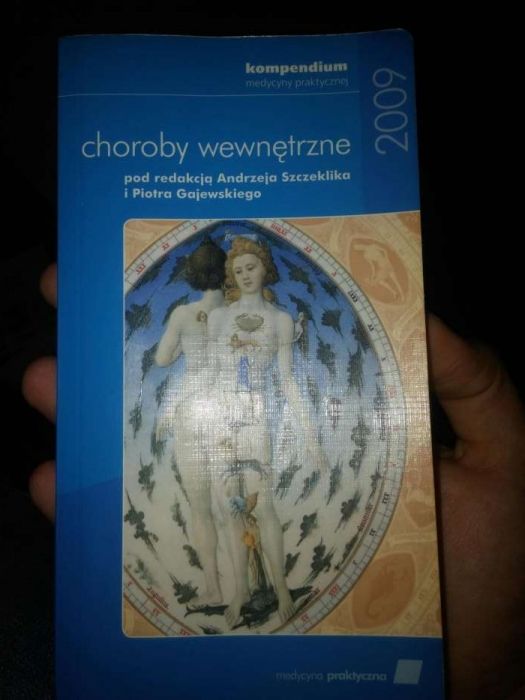 kompendium
medycyny praktycznej
2009
choroby wewnętrzne
pod redakcją Andrzeja Szczeklika
i Piotra Gajewskiego
medycyna praktyczna